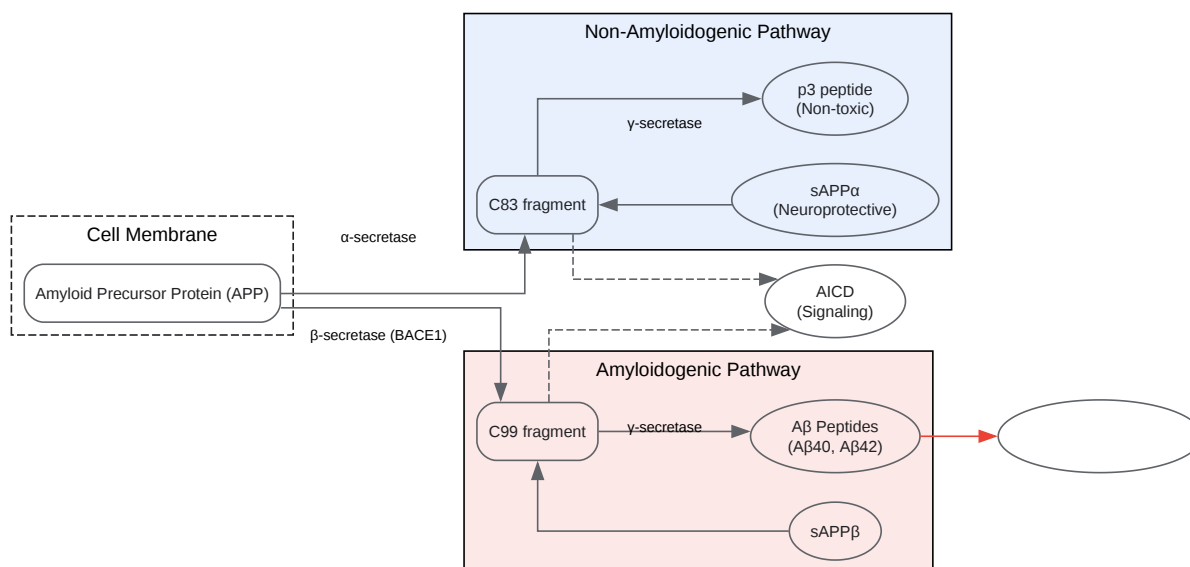 Non-Amyloidogenic Pathway
p3 peptide
(Non-toxic)
γ-secretase
C83 fragment
sAPPα
(Neuroprotective)
Cell Membrane
α-secretase
Amyloid Precursor Protein (APP)
AICD
(Signaling)
β-secretase (BACE1)
Amyloidogenic Pathway
C99 fragment
γ-secretase
Aβ Peptides
(Aβ40, Aβ42)
sAPPβ